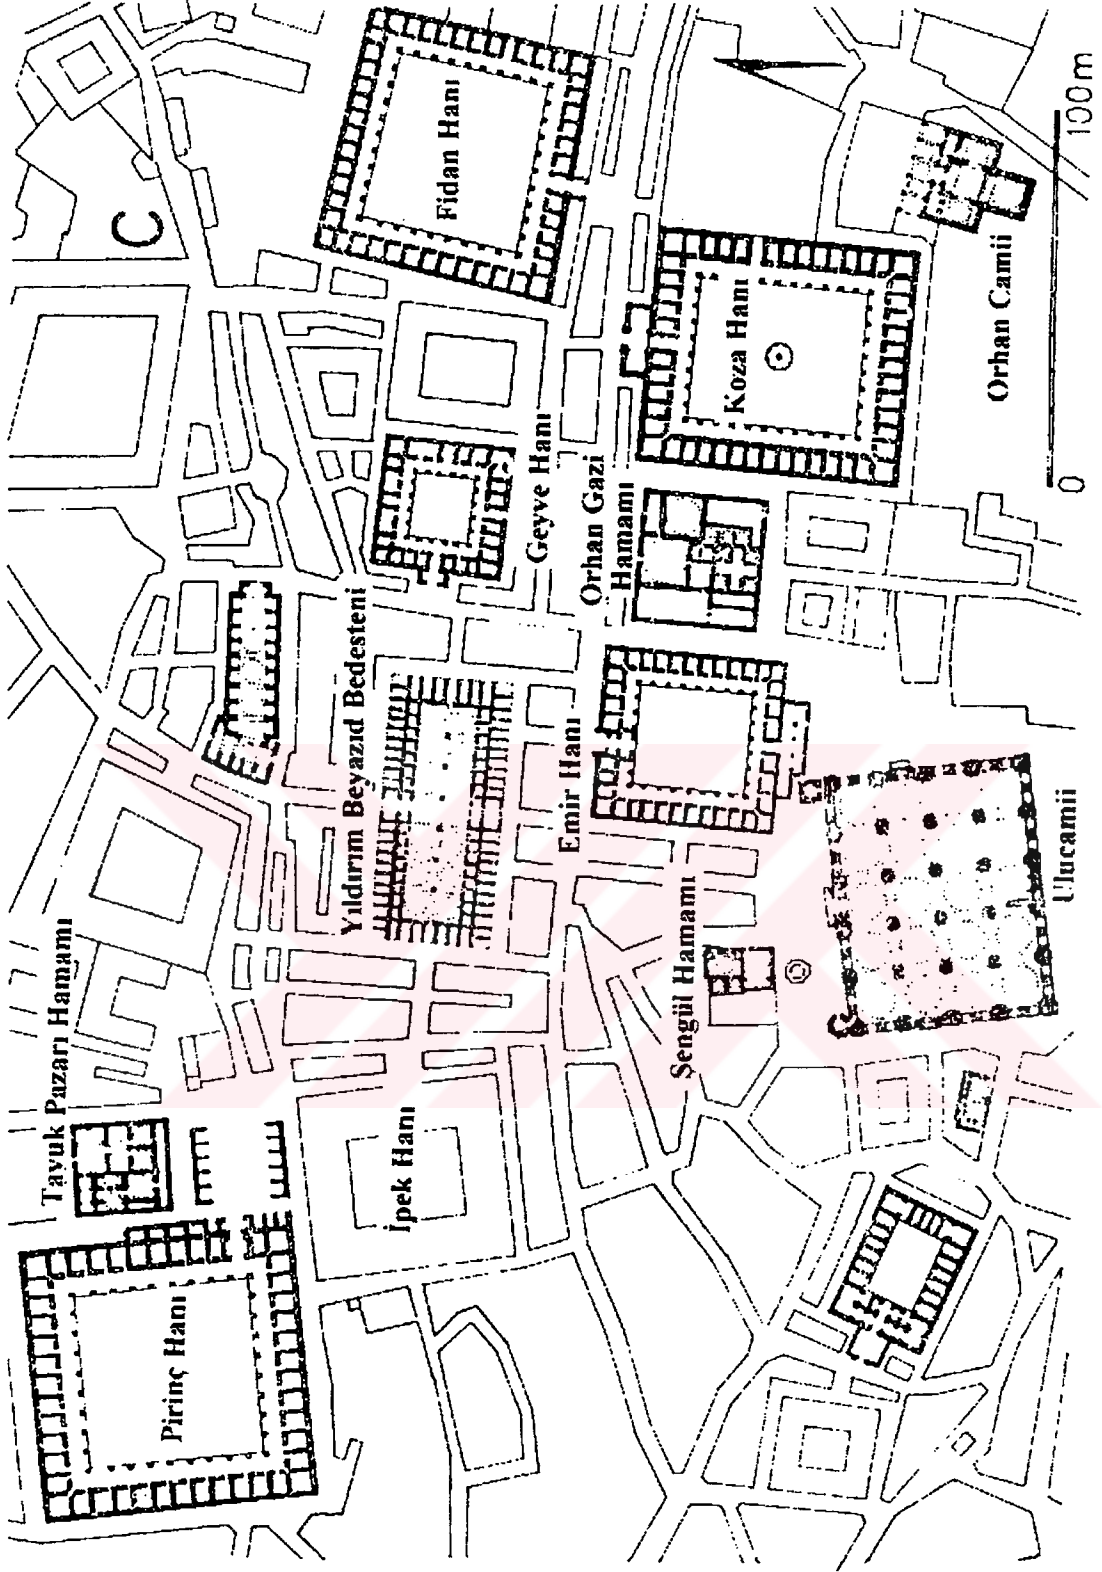 C
Fidan Hanı
Geyve Hanı
Koza Hanı
Orhan Camii
0
100m
Orhan Gazi
Hamamı
Yıldırım Beyazıd Bedesteni
Emir Hanı
Ulucamii
Şengül Hamamı
Tavuk Pazarı Hamamı
İpek Hanı
Pirinç Hanı